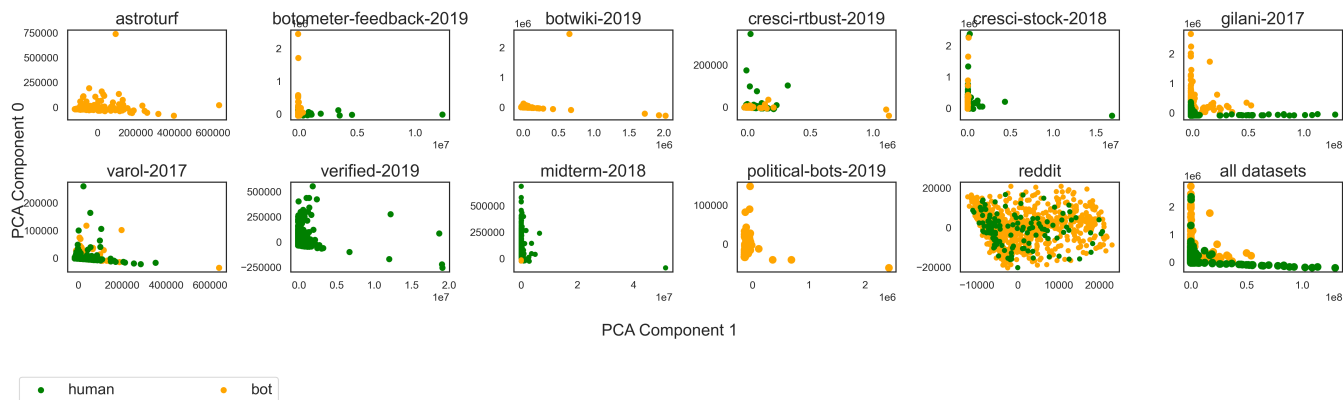 astroturf
botometer-feedback-2019
botwiki-2019
cresci-rtbust-2019
cresci-stock-2018
gilani-2017
1e6
1e6
1e6
750000
500000
250000
0
0 200000 400000 600000
2
1
0
0.0 0.5 1.0
1e7
2
1
0
0.0 0.5 1.0 1.5 2.0
1e6
200000
0
0.0 0.5 1.0
1e6
2
1
0
0.0 0.5 1.0 1.5
1e7
2
1
0
0.0 0.5 1.0
1e8
varol-2017
verified-2019
midterm-2018
political-bots-2019
reddit
all datasets
1e6
200000
100000
0
0 200000 400000 600000
500000
250000
0
−250000
0.0 0.5 1.0 1.5 2.0
1e7
750000
500000
250000
0
0 2 4
1e7
100000
0
0 1 2
1e6
20000
0
−20000
−10000 0 10000 20000
2
1
0
0.0 0.5 1.0
1e8
PCA Component 0
PCA Component 1
human bot